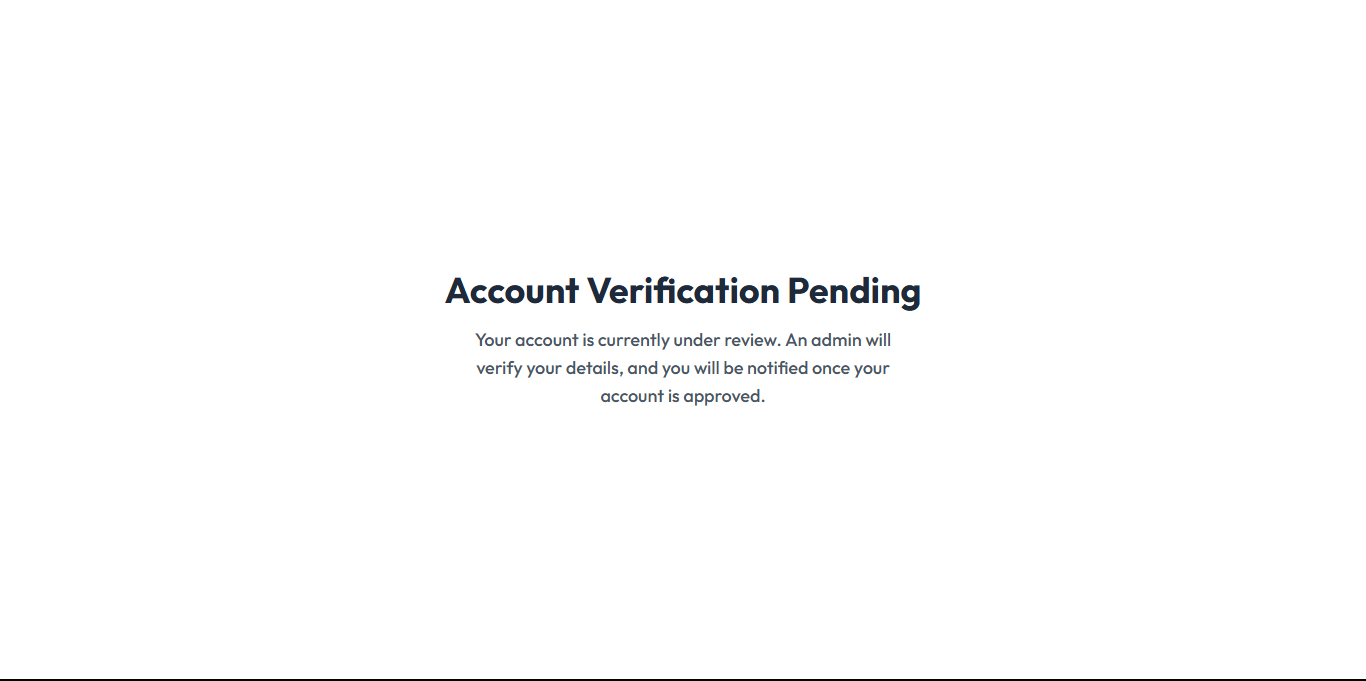 Account Verification Pending
Your account is currently under review. An admin will
verify your details, and you will be notified once your
account is approved.